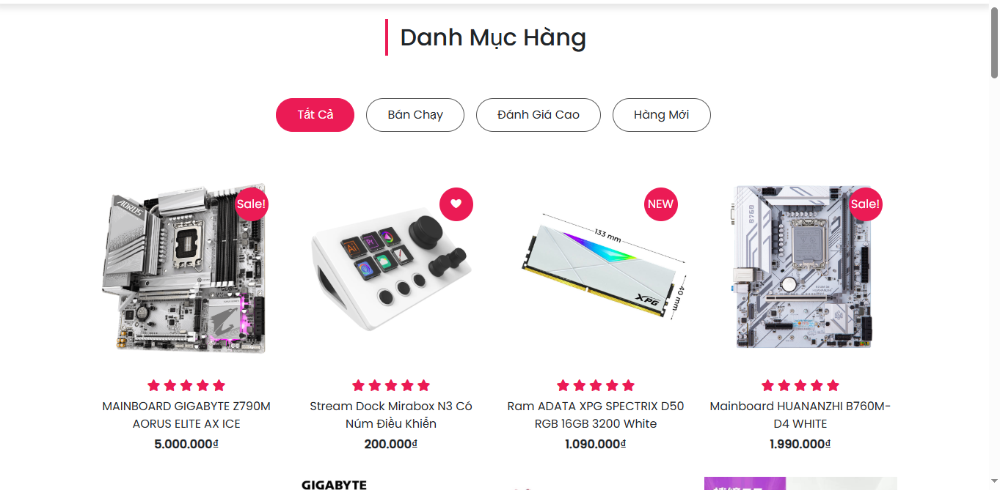 Danh Mục Hàng
Tất Cả
Bán Chạy
Đánh Giá Cao
Hàng Mới
AORUS
Sale!
Ai
Pr
133 mm
NEW
40 mm
XPG
B760
Sale!
MAINBOARD GIGABYTE Z790M
AORUS ELITE AX ICE
5.000.000₫
Stream Dock Mirabox N3 Có
Núm Điều Khiển
200.000₫
Ram ADATA XPG SPECTRIX D50
RGB 16GB 3200 White
1.090.000₫
Mainboard HUANANZHI B760M-
D4 WHITE
1.990.000₫
GIGABYTE